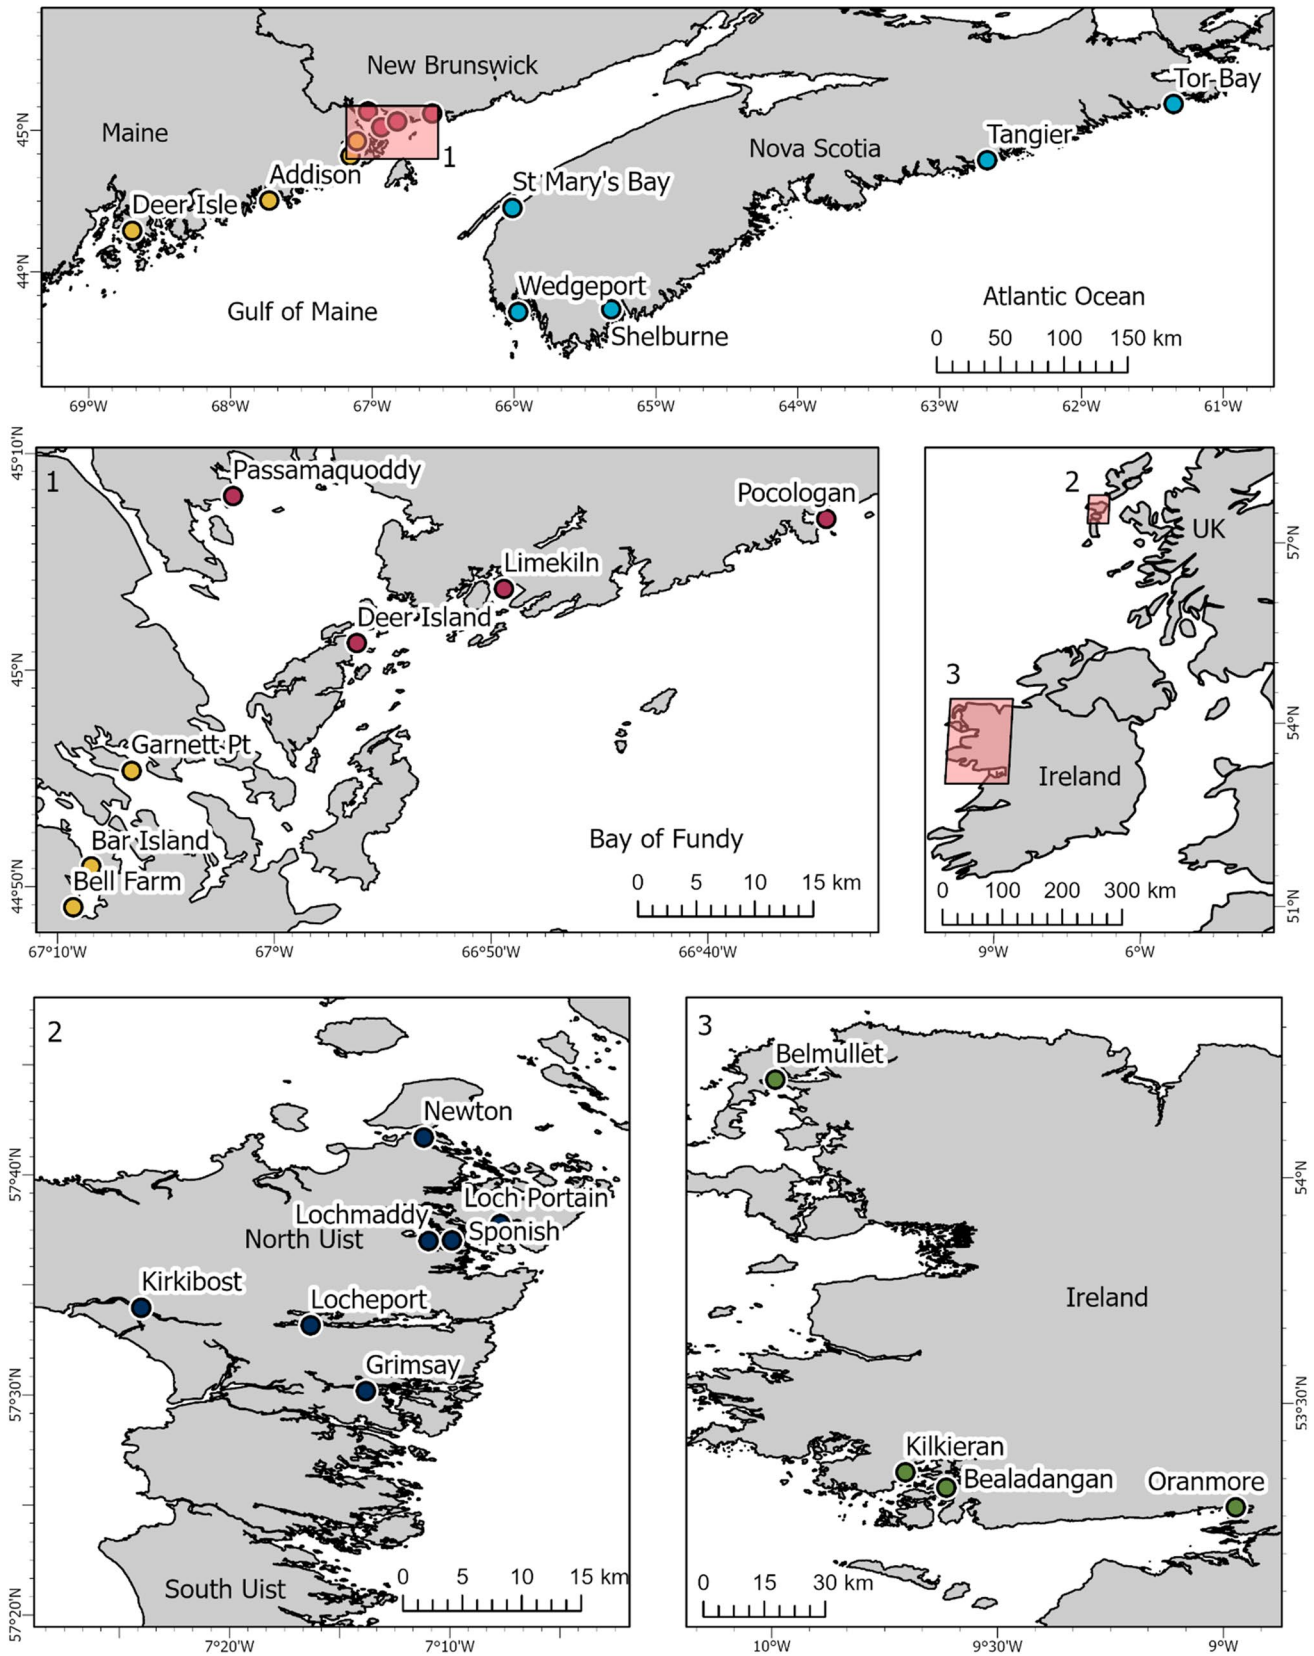 New Brunswick
Tor Bay
45°N
Maine
Tangier
Nova Scotia
1
Addison
St Mary's Bay
Deer Isle
44°N
Wedgeport
Gulf of Maine
Atlantic Ocean
Shelburne
0 50 100 150 km
69°W 68°W 67°W 66°W 65°W 64°W 63°W 62°W 61°W
45°10'N
1
Passamaquoddy
Pocologan
Limekiln
Deer Island
45°N
Garnett Pt
Bar Island
Bay of Fundy
Bell Farm
44°50'N
0 5 10 15 km
67°10'W 67°W 66°50'W 66°40'W
2
UK
57°N
3
54°N
Ireland
0 100 200 300 km
51°N
9°W 6°W
2
Newton
57°40'N
Loch Portain
Lochmaddy
Sponish
North Uist
Kirkibost
Locheport
Grimsay
57°30'N
South Uist
0 5 10 15 km
57°20'N
7°20'W 7°10'W
3
Belmullet
54°N
Ireland
53°30'N
Kilkieran
Bealadangan
Oranmore
0 15 30 km
10°W 9°30'W 9°W